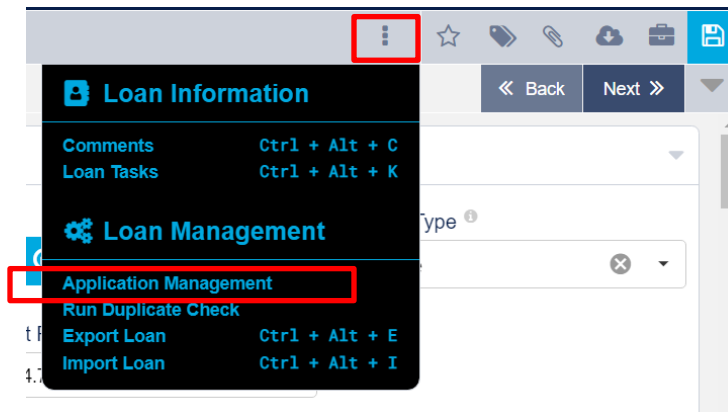 Loan Information
Back
Next
Comments Ctrl + Alt + C
Loan Tasks Ctrl + Alt + K
Loan Management
Type
Application Management
Run Duplicate Check
Export Loan Ctrl + Alt + E
Import Loan Ctrl + Alt + I